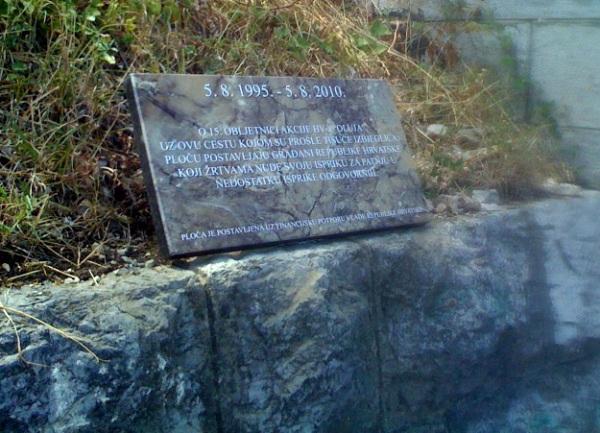 5. 8. 1995. - 5. 8. 2010.
O 15. OBLJETNICI AKCIJE HV-a "OLUJA"
UZ OVU CESTU KOJOM SU PROŠLE TISUĆE IZBJEGLICA
PLOČU POSTAVLJAJU GRAĐANI REPUBLIKE HRVATSKE
KOJI ŽRTVAMA NUDE SVOJU ISPRIKU ZA PATNJU U
NEDOSTATKU ISPRIKE ODGOVORNIJIH.
PLOČA JE POSTAVLJENA UZ FINANCIJSKU POTPORU VLADE REPUBLIKE HRVATSKE